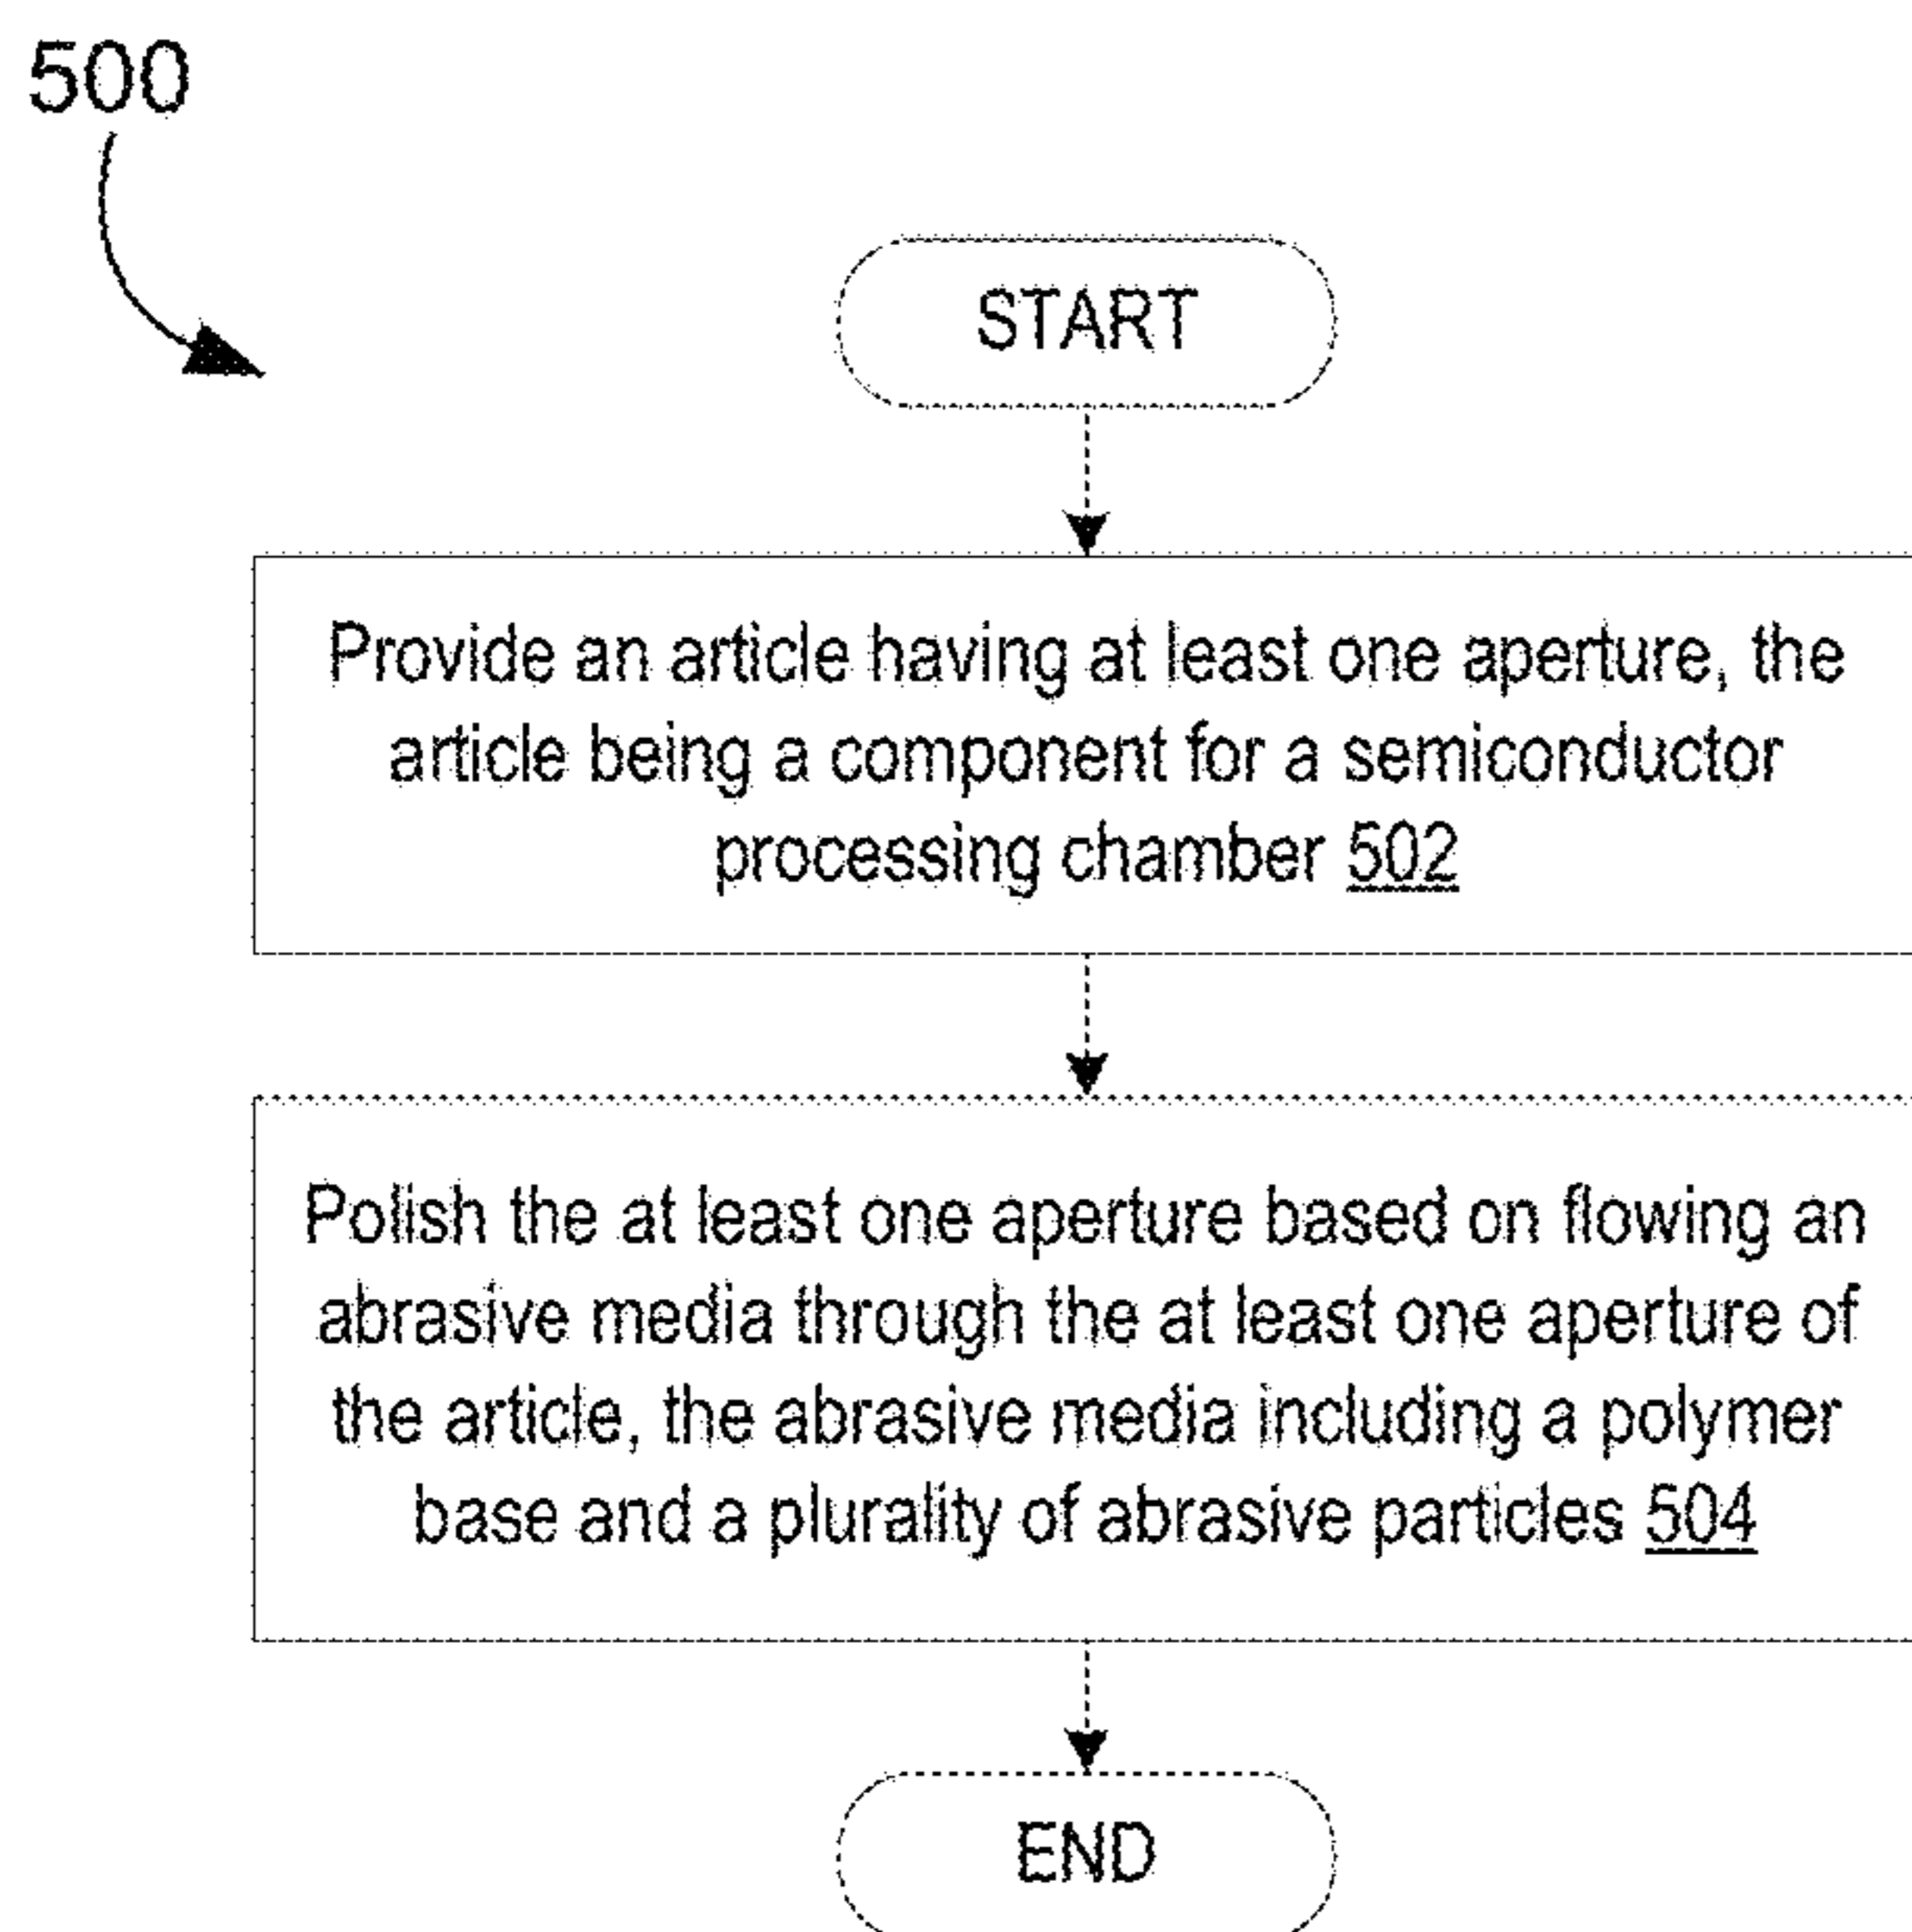 500
START
Provide an article having at least one aperture, the
article being a component for a semiconductor
processing chamber 502
Polish the at least one aperture based on flowing an
abrasive media through the at least one aperture of
the article, the abrasive media including a polymer
base and a plurality of abrasive particles 504
END